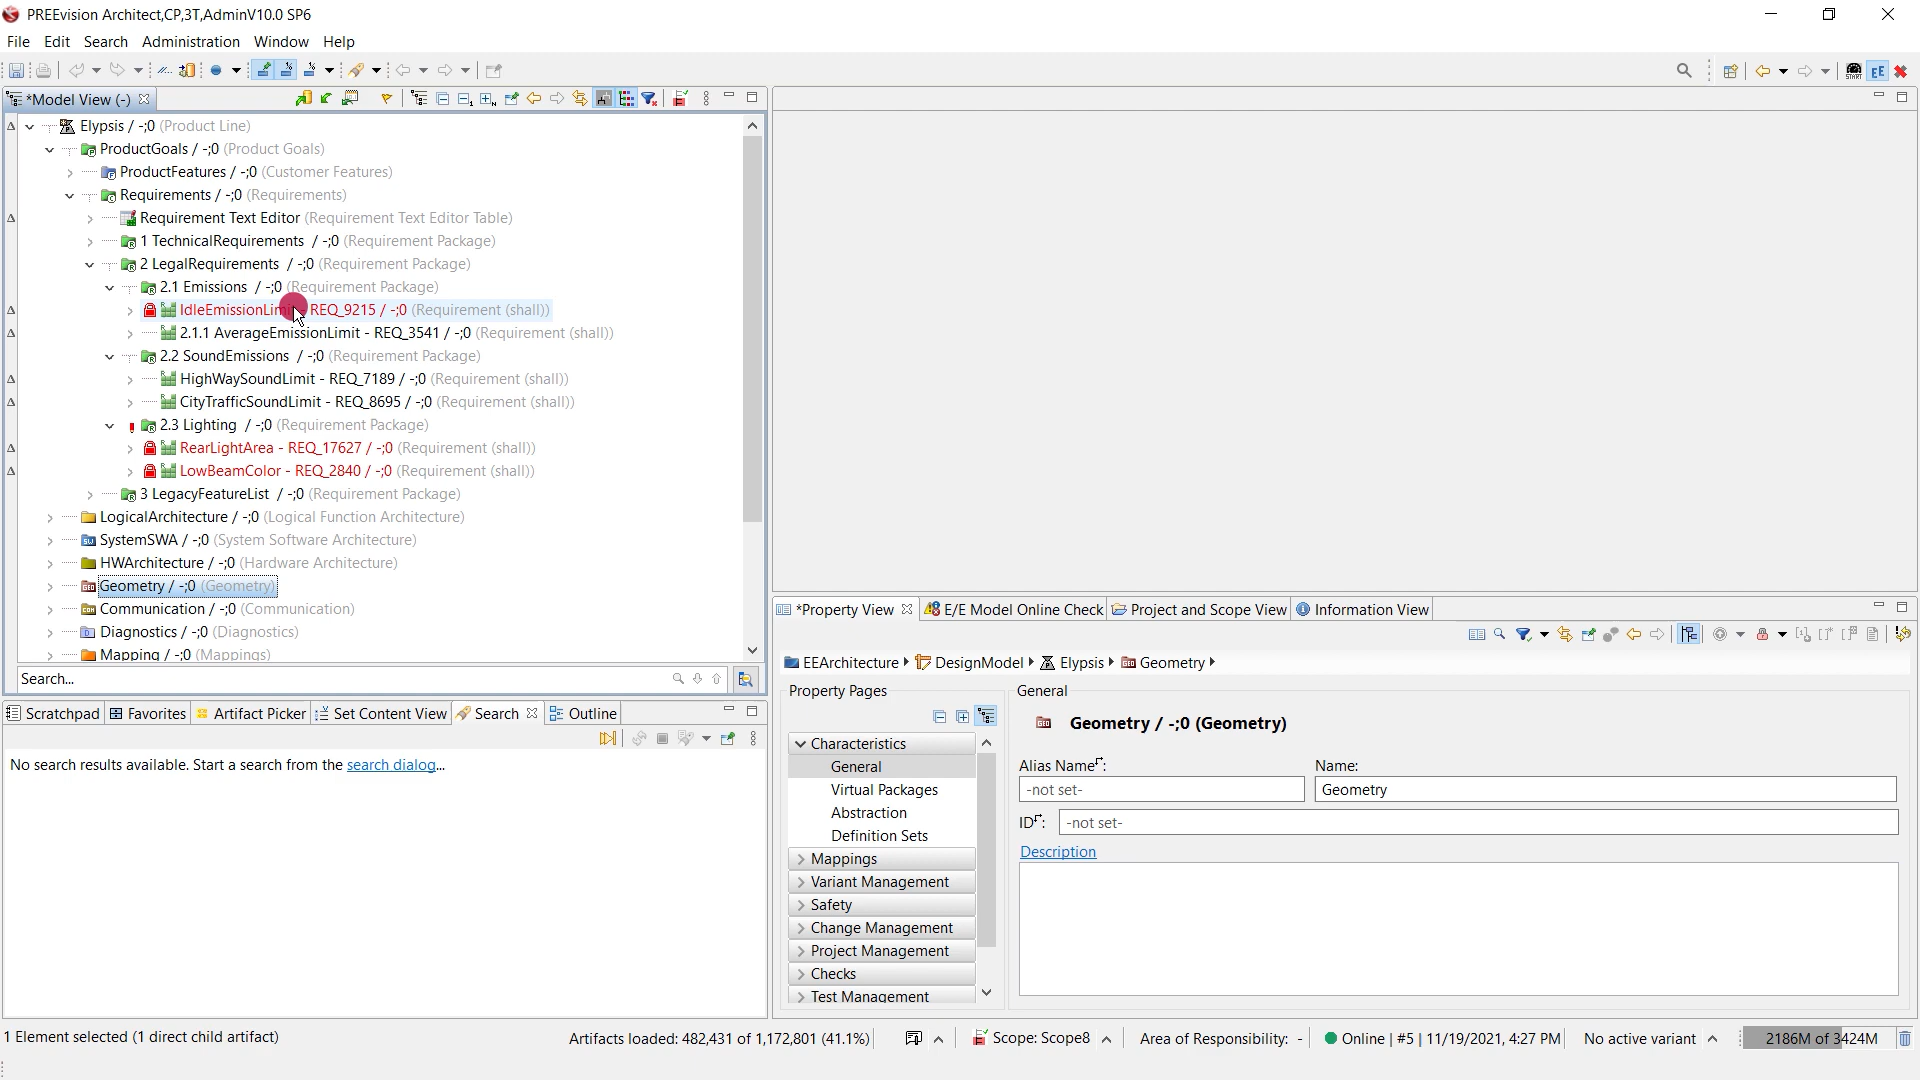 PREEvision Architect,CP,3T,AdminV10.0 SP6
File Edit Search Administration Window Help
*Model View (-)
Elypsis / -;0 (Product Line)
ProductGoals / -;0 (Product Goals)
ProductFeatures / -;0 (Customer Features)
Requirements / -;0 (Requirements)
Requirement Text Editor (Requirement Text Editor Table)
1 TechnicalRequirements / -;0 (Requirement Package)
2 LegalRequirements / -;0 (Requirement Package)
2.1 Emissions / -;0 (Requirement Package)
IdleEmissionLimit - REQ_9215 / -;0 (Requirement (shall))
2.1.1 AverageEmissionLimit - REQ_3541 / -;0 (Requirement (shall))
2.2 SoundEmissions / -;0 (Requirement Package)
HighWaySoundLimit - REQ_7189 / -;0 (Requirement (shall))
CityTrafficSoundLimit - REQ_8695 / -;0 (Requirement (shall))
2.3 Lighting / -;0 (Requirement Package)
RearLightArea - REQ_17627 / -;0 (Requirement (shall))
LowBeamColor - REQ_2840 / -;0 (Requirement (shall))
3 LegacyFeatureList / -;0 (Requirement Package)
LogicalArchitecture / -;0 (Logical Function Architecture)
SystemSWA / -;0 (System Software Architecture)
HWArchitecture / -;0 (Hardware Architecture)
Geometry / -;0 (Geometry)
Communication / -;0 (Communication)
Diagnostics / -;0 (Diagnostics)
Mapping / -;0 (Mappings)
Search...
Scratchpad Favorites Artifact Picker Set Content View Search Outline
No search results available. Start a search from the search dialog...
*Property View E/E Model Online Check Project and Scope View Information View
EEArchitecture DesignModel Elypsis Geometry
Property Pages
Characteristics
General
Virtual Packages
Abstraction
Definition Sets
Mappings
Variant Management
Safety
Change Management
Project Management
Checks
Test Management
General
Geometry / -;0 (Geometry)
Alias Name: Name:
-not set- Geometry
ID: -not set-
Description
1 Element selected (1 direct child artifact) Artifacts loaded: 482,431 of 1,172,801 (41.1%) Scope: Scope8 Area of Responsibility: - Online | #5 | 11/19/2021, 4:27 PM No active variant 2186M of 3424M